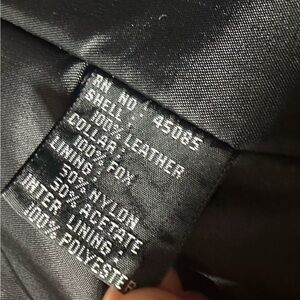 RN NO : 45085
SHELL :
100% LEATHER
COLLAR :
100% FOX
LINING :
50% NYLON
50% ACETATE
INTER LINING :
100% POLYESTER